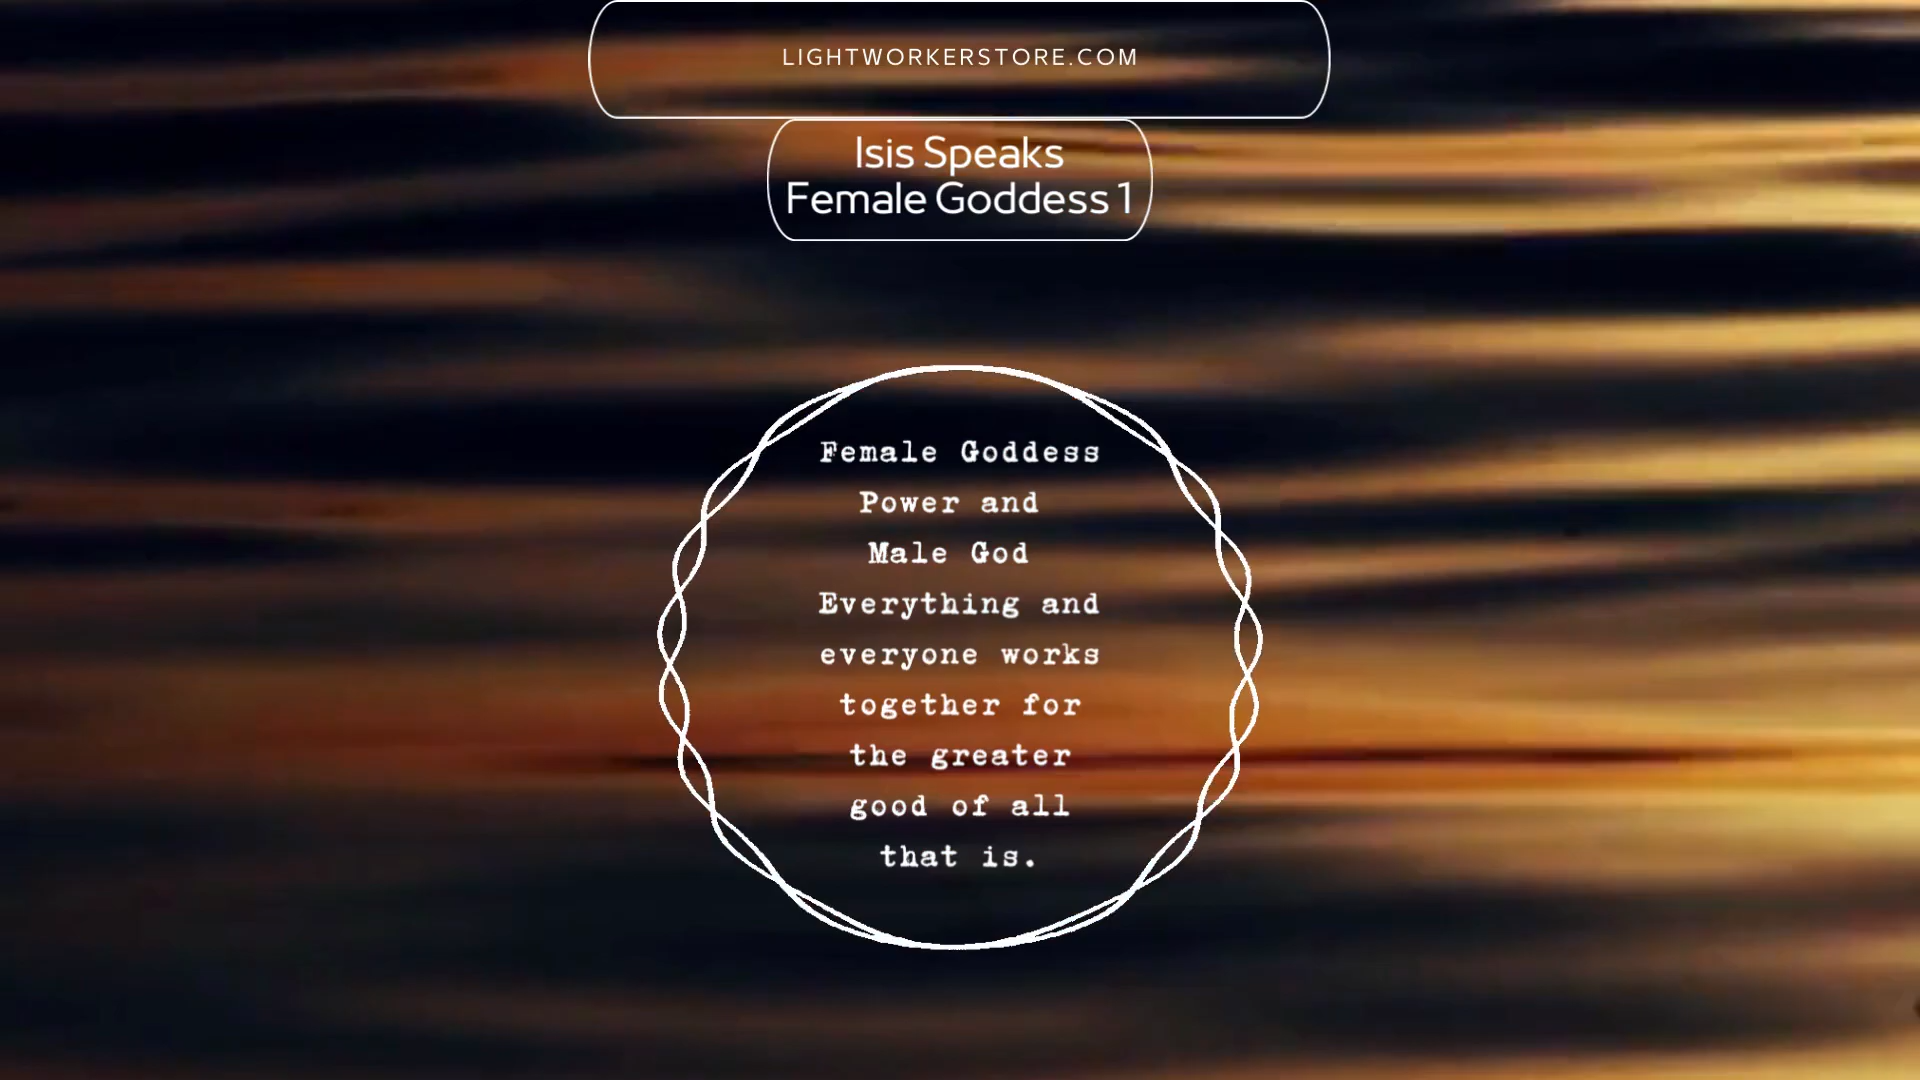 LIGHTWORKERSTORE.COM
Isis Speaks
Female Goddess 1
Female Goddess
Power and
Male God
Everything and
everyone works
together for
the greater
good of all
that is.